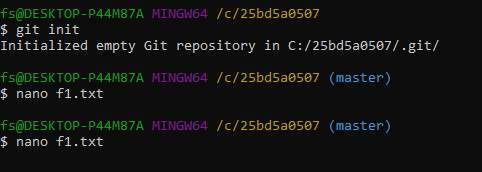 fs@DESKTOP-P44M87A MINGW64 /c/25bd5a0507
$ git init
Initialized empty Git repository in C:/25bd5a0507/.git/
fs@DESKTOP-P44M87A MINGW64 /c/25bd5a0507 (master)
$ nano f1.txt
fs@DESKTOP-P44M87A MINGW64 /c/25bd5a0507 (master)
$ nano f1.txt